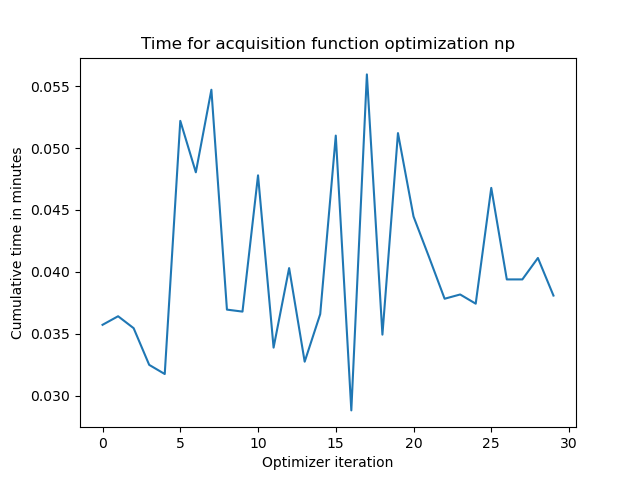 Time for acquisition function optimization np
Cumulative time in minutes
0.055
0.050
0.045
0.040
0.035
0.030
0 5 10 15 20 25 30
Optimizer iteration